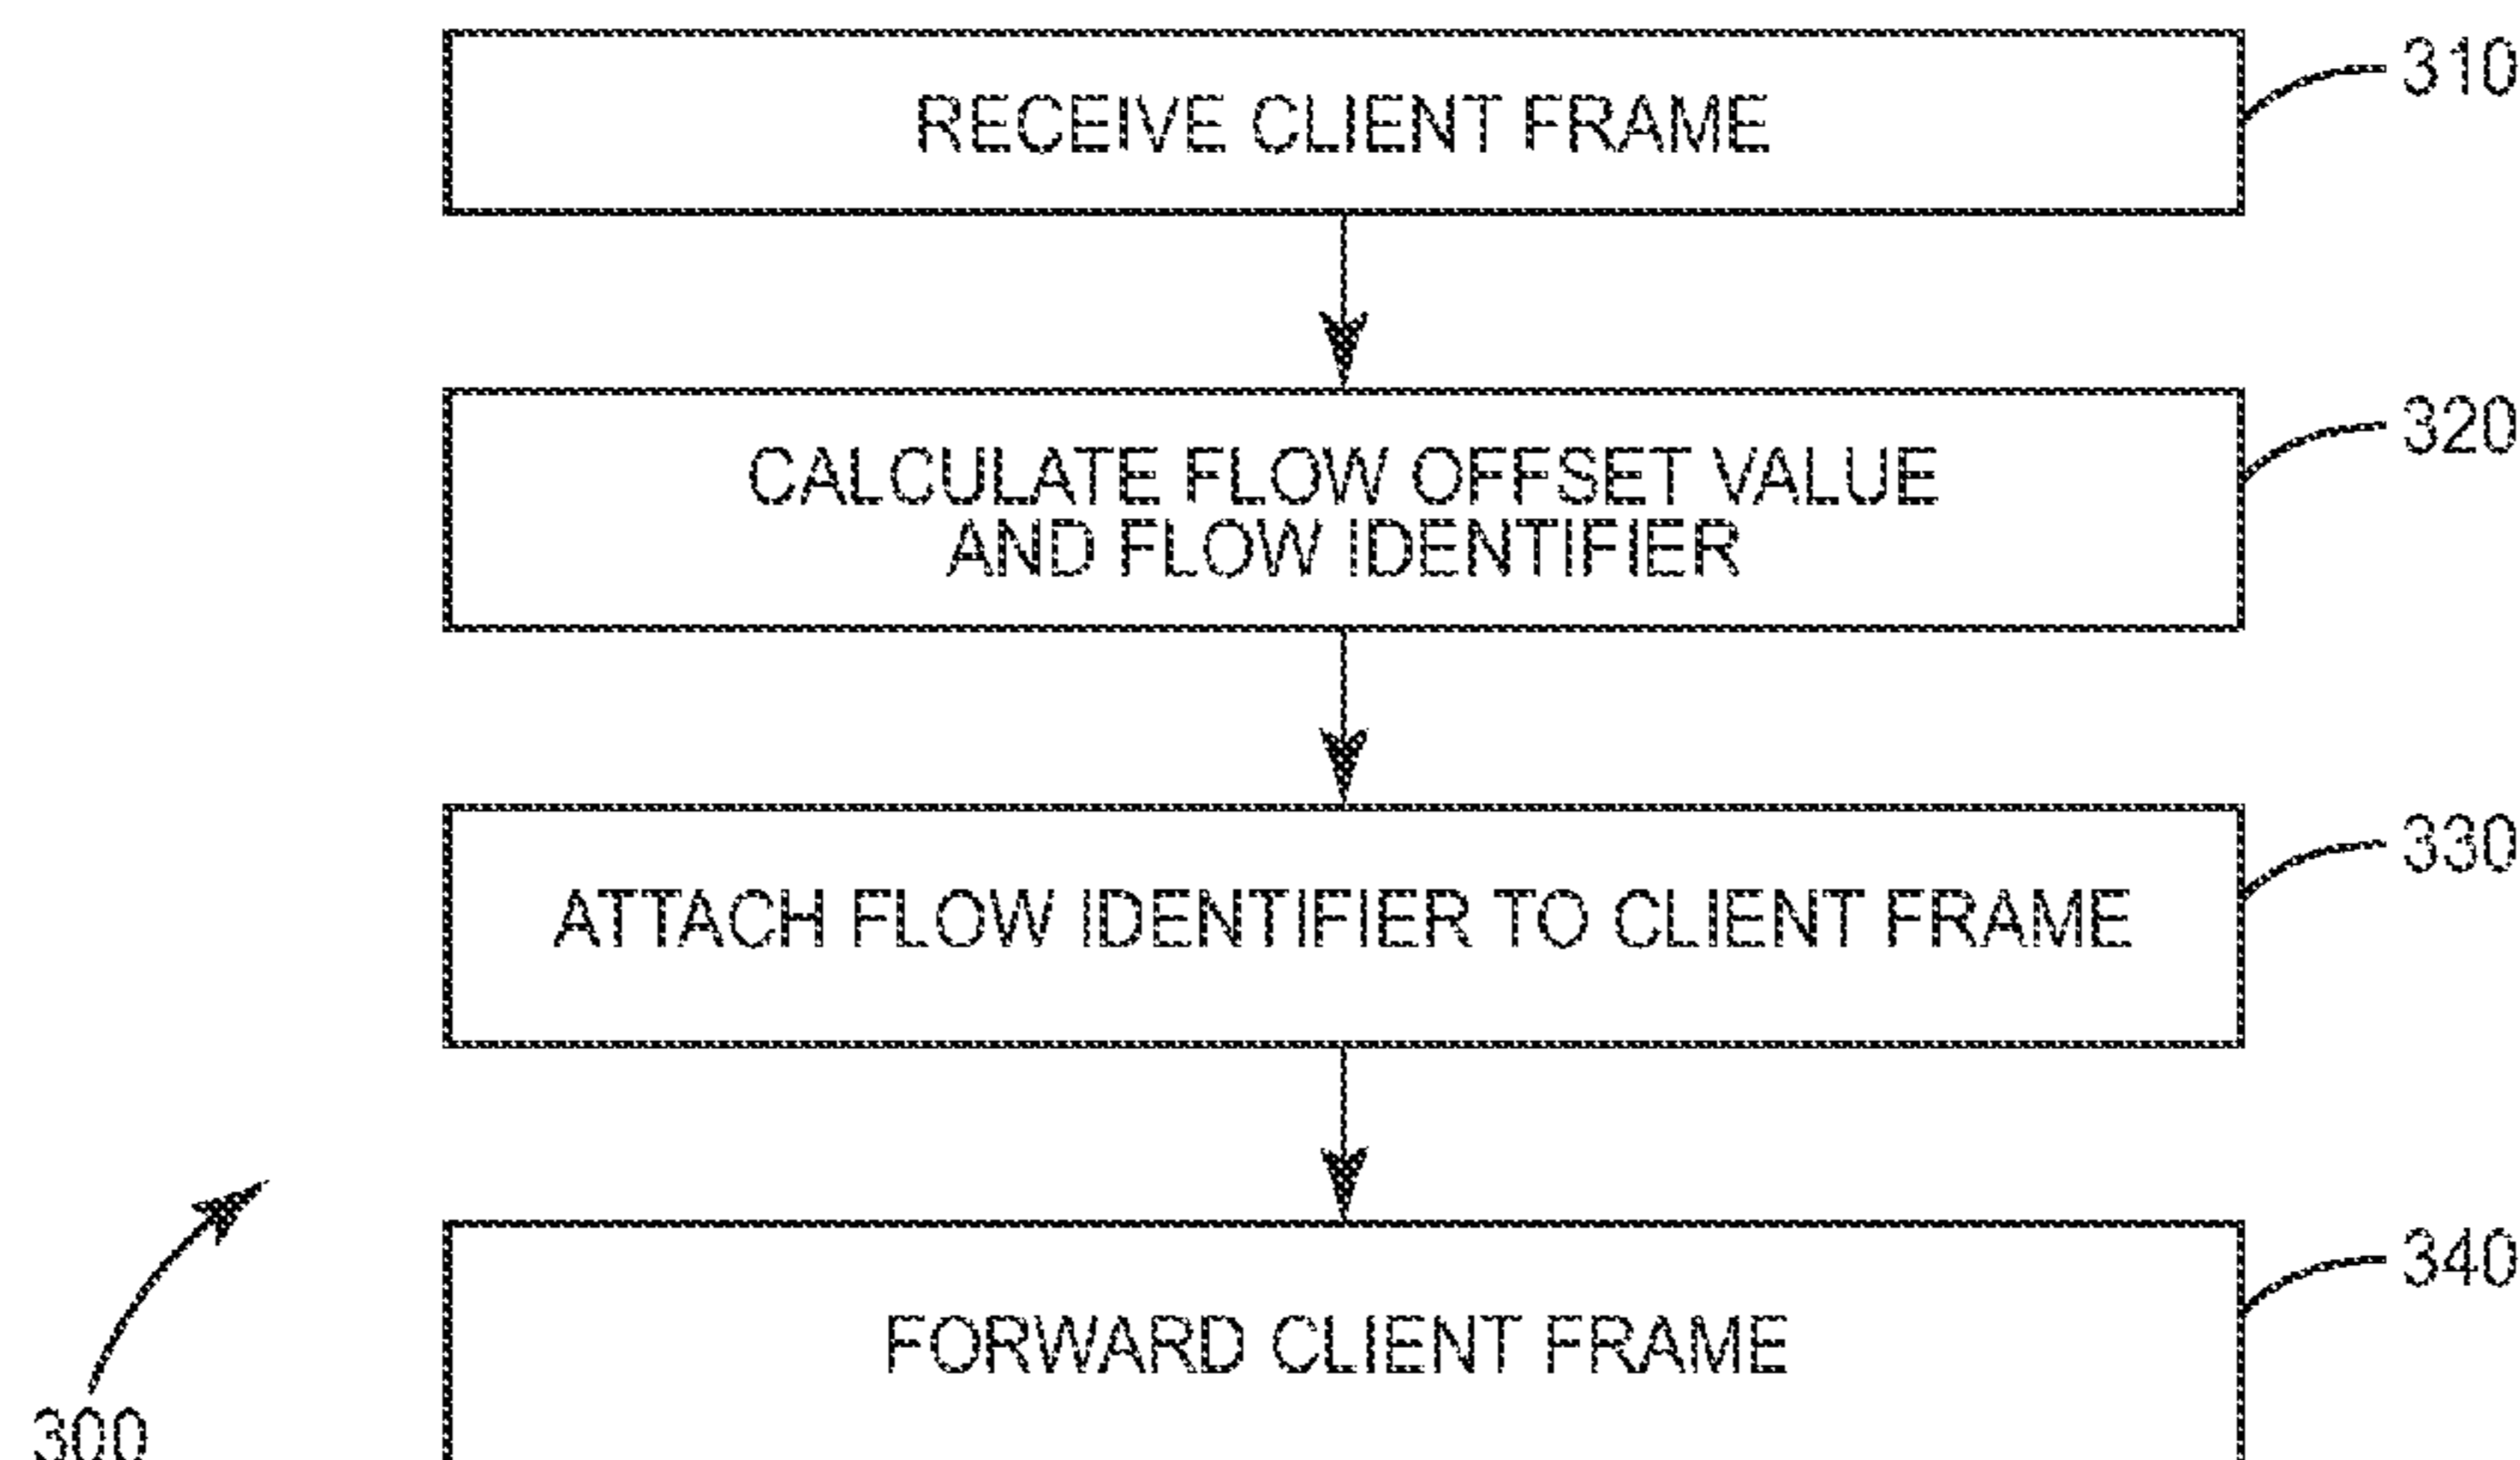 RECEIVE CLIENT FRAME
310
CALCULATE FLOW OFFSET VALUE
AND FLOW IDENTIFIER
320
ATTACH FLOW IDENTIFIER TO CLIENT FRAME
330
FORWARD CLIENT FRAME
340
300